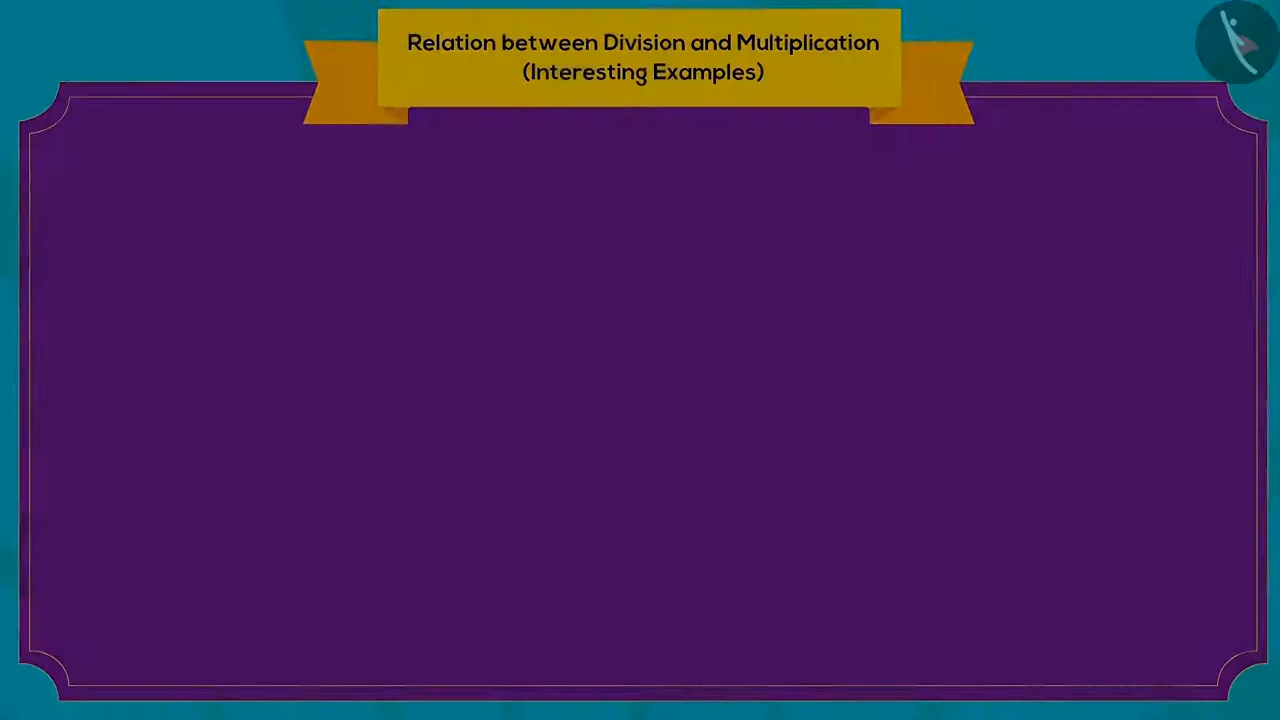 Relation between Division and Multiplication
(Interesting Examples)